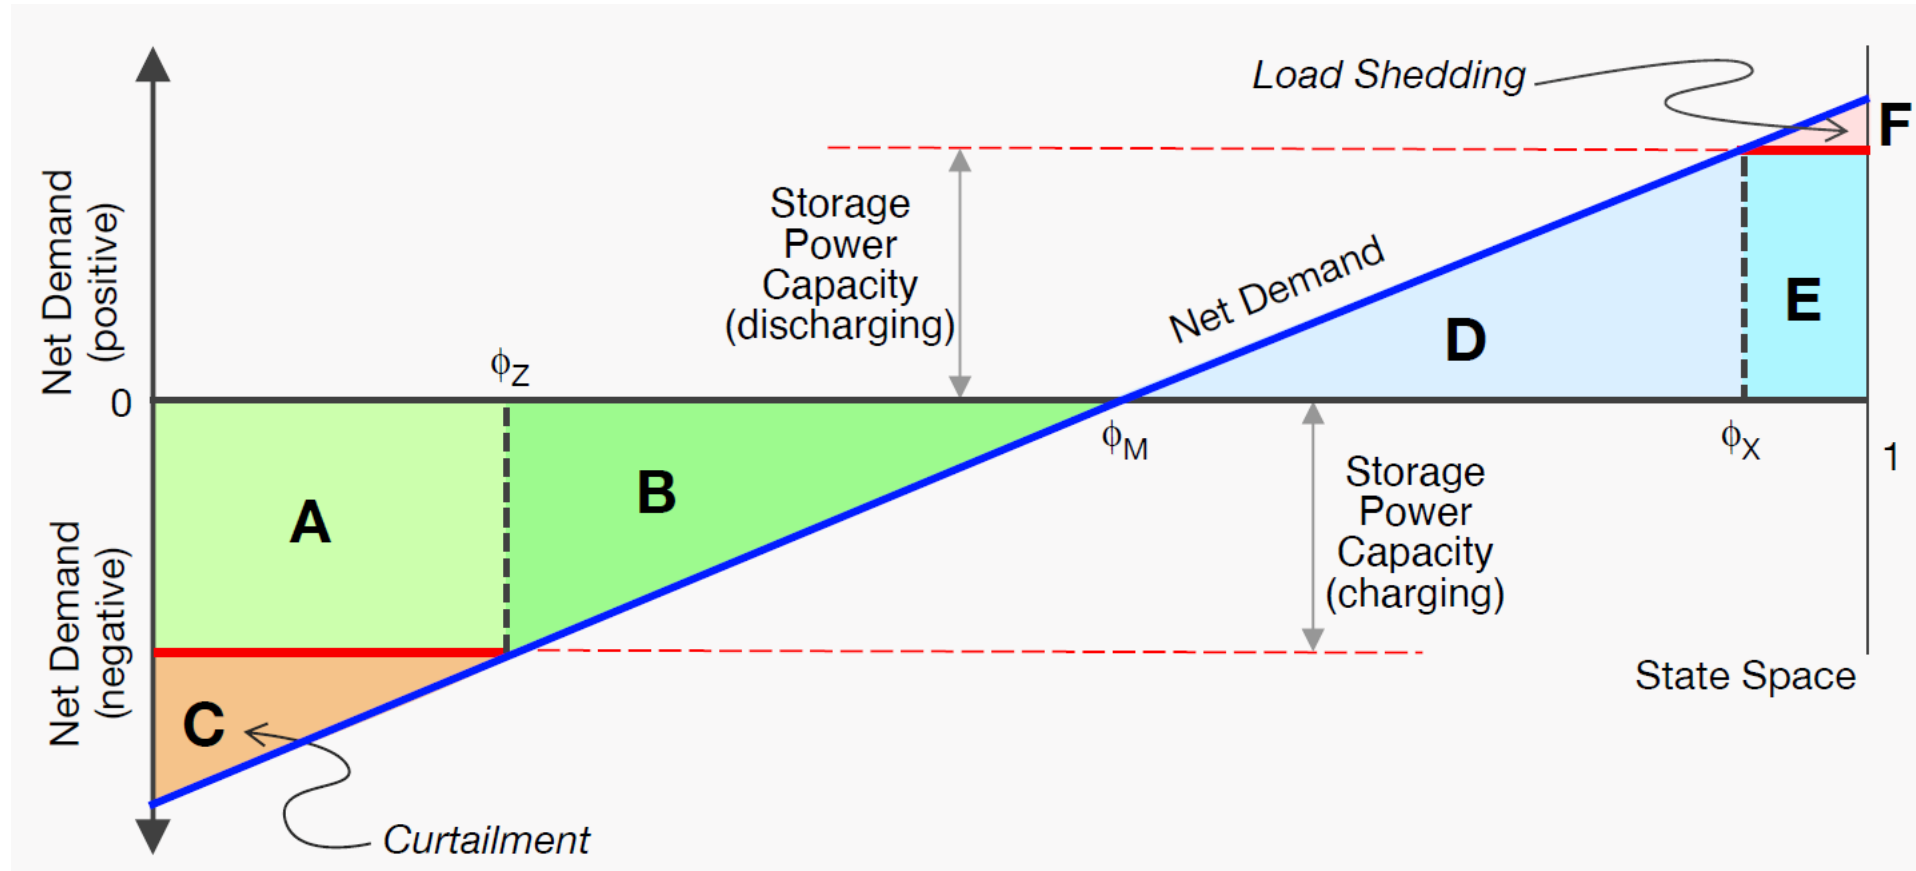 Load Shedding
F
Net Demand
(positive)
Storage
Power
Capacity
(discharging)
Net Demand
D
E
ϕZ
0
ϕM
ϕX
1
A
B
Storage
Power
Capacity
(charging)
Net Demand
(negative)
State Space
C
Curtailment